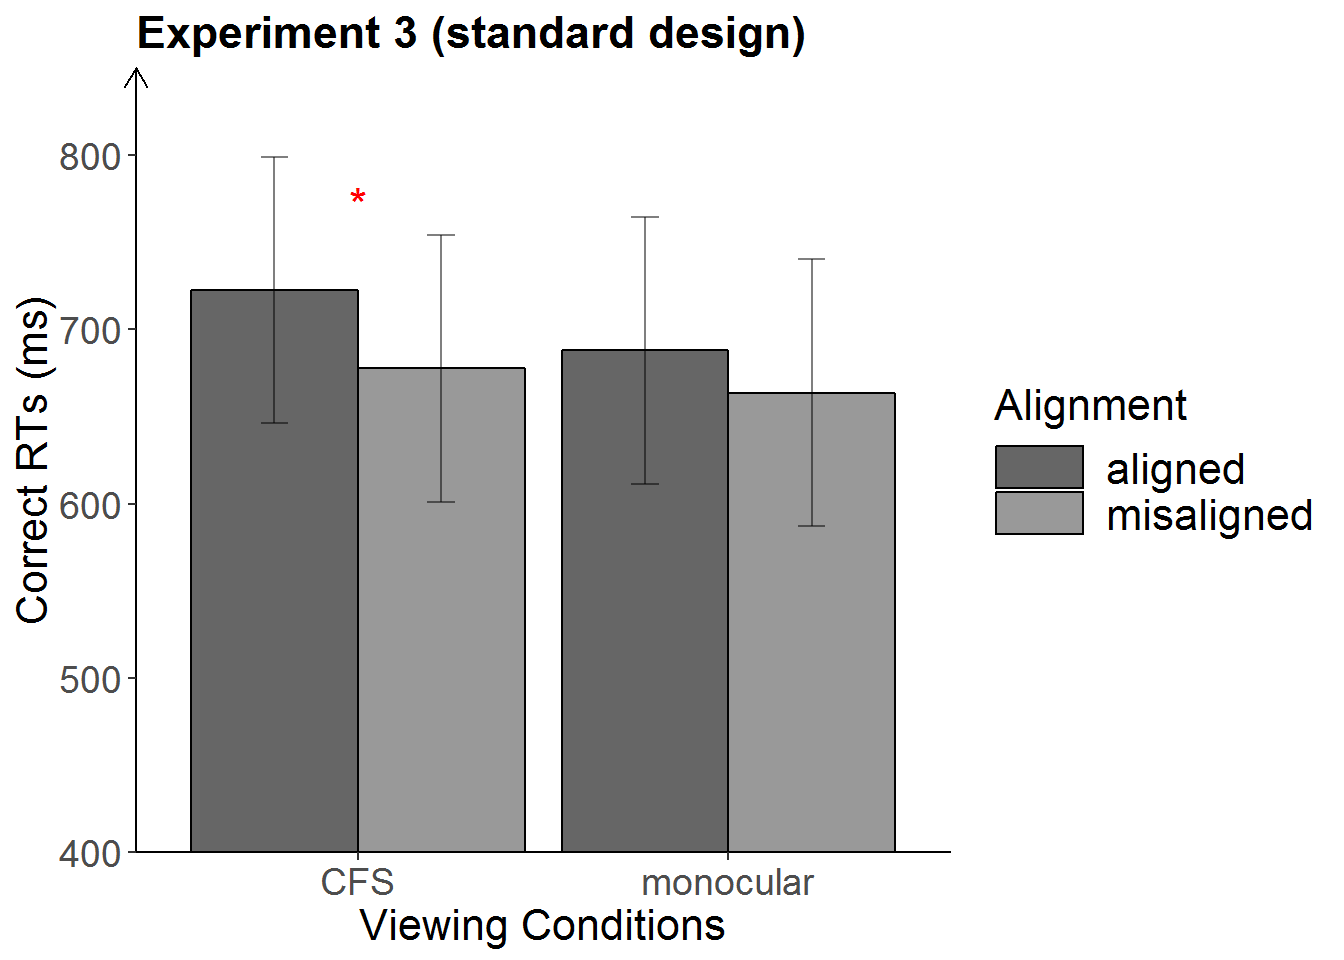 Experiment 3 (standard design)
800
700
600
500
400
Correct RTs (ms)
*
CFS
monocular
Viewing Conditions
Alignment
aligned
misaligned